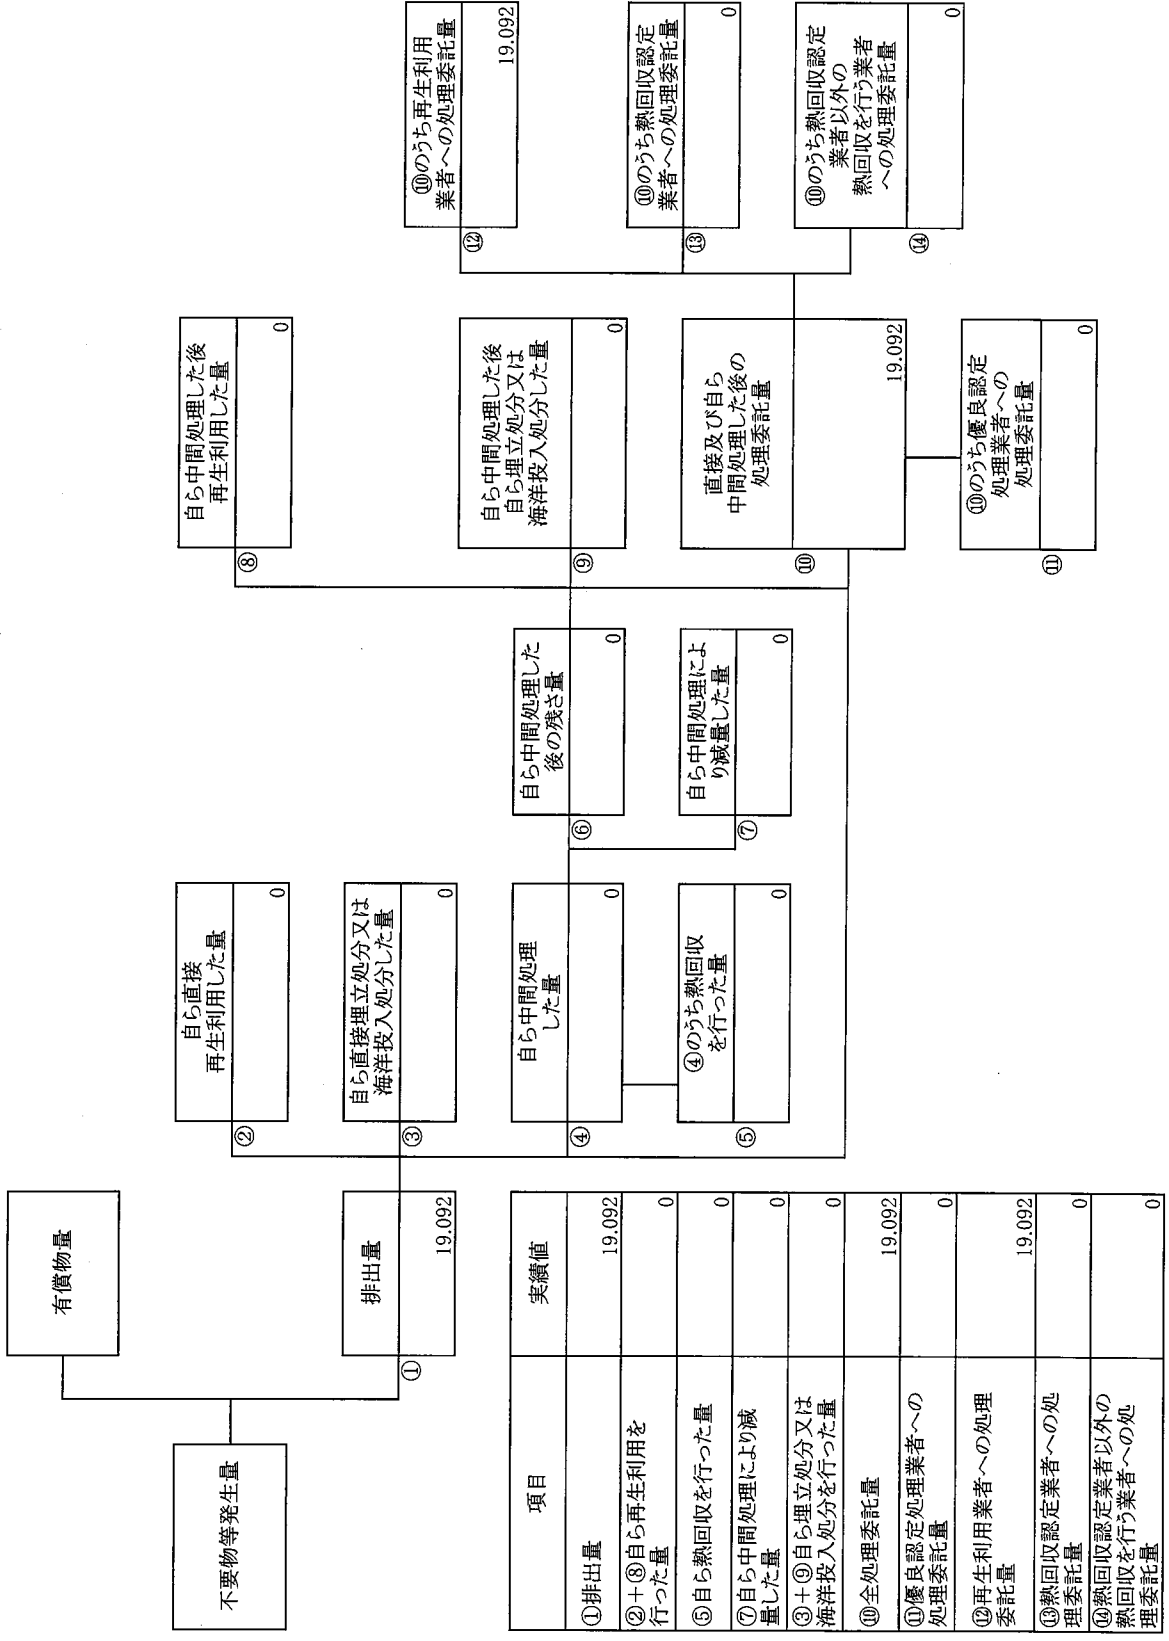 不要物等発生量
有償物量
排出量
①
19.092
自ら直接
再生利用した量
②
0
自ら直接埋立処分又は
海洋投入処分した量
③
0
自ら中間処理
した量
④
0
④のうち熱回収
を行った量
⑤
0
自ら中間処理した
後の残さ量
⑥
0
自ら中間処理によ
り減量した量
⑦
0
自ら中間処理した後
再生利用した量
⑧
0
自ら中間処理した後
自ら埋立処分又は
海洋投入処分した量
⑨
0
直接及び自ら
中間処理した後の
処理委託量
⑩
19.092
⑩のうち優良認定
処理業者への
処理委託量
⑪
0
⑩のうち再生利用
業者への処理委託量
⑫
19.092
⑩のうち熱回収認定
業者への処理委託量
⑬
0
⑩のうち熱回収認定
業者以外の
熱回収を行う業者
への処理委託量
⑭
0
項目 実績値
①排出量 19.092
②+⑧自ら再生利用を
行った量 0
⑤自ら熱回収を行った量 0
⑦自ら中間処理により減
量した量 0
③+⑨自ら埋立処分又は
海洋投入処分を行った量 0
⑩全処理委託量 19.092
⑪優良認定処理業者への
処理委託量 0
⑫再生利用業者への処理
委託量 19.092
⑬熱回収認定業者への処
理委託量 0
⑭熱回収認定業者以外の
熱回収を行う業者への処
理委託量 0